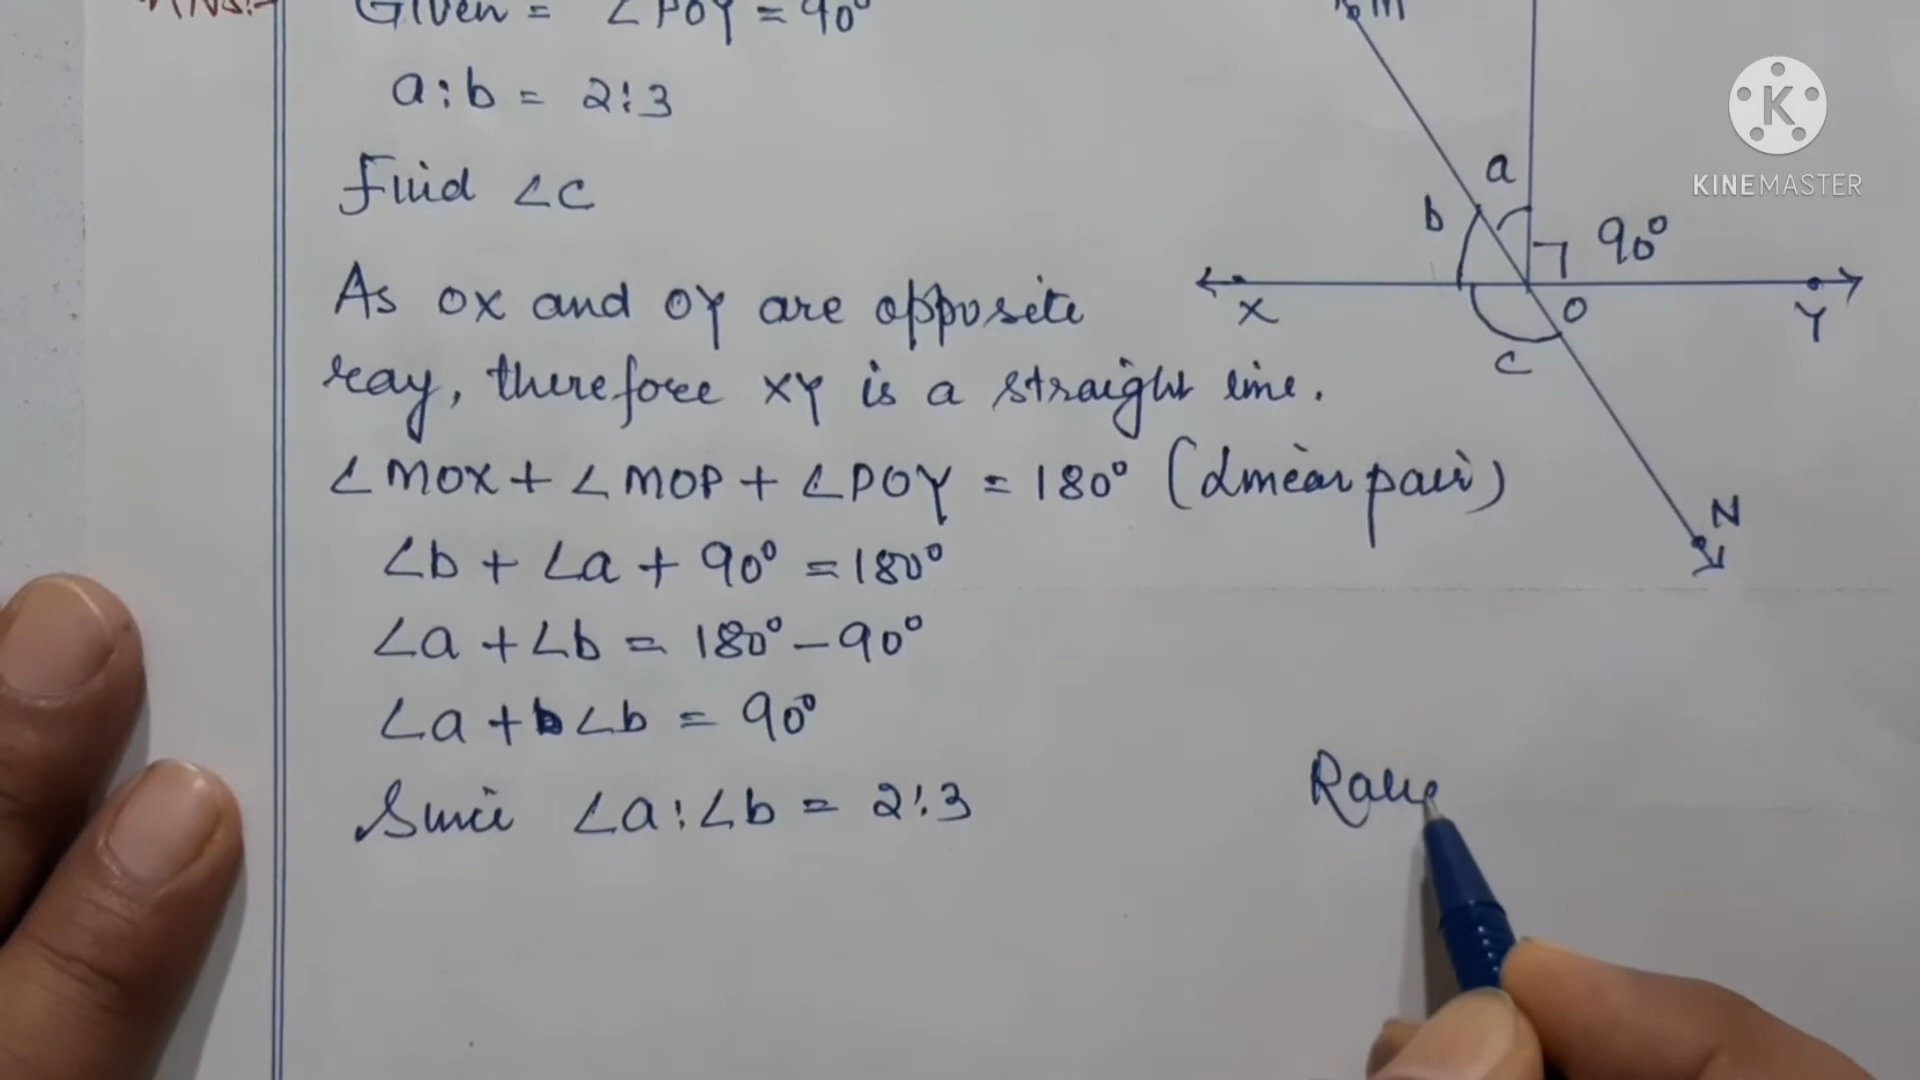 Ans:-
Given = ∠POY = 90°
a:b = 2:3
Find ∠C
As OX and OY are opposite
ray, therefore XY is a straight line.
∠MOX + ∠MOP + ∠POY = 180° (Linear pair)
∠b + ∠a + 90° = 180°
∠a + ∠b = 180° - 90°
∠a + ∠b = 90°
Since ∠a : ∠b = 2:3
m
a
b
90°
X
O
Y
c
N
K
KINEMASTER